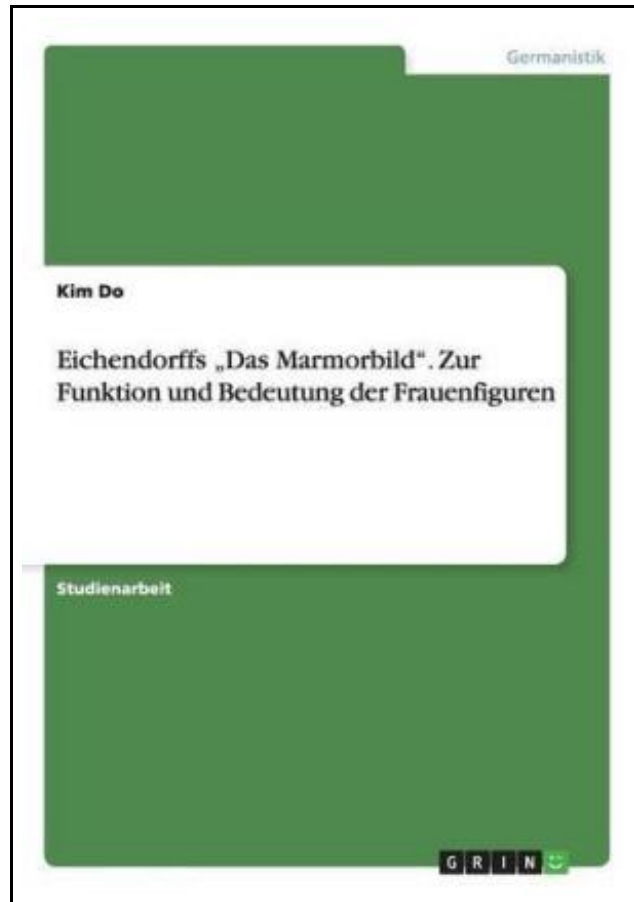 Germanistik
Kim Do
Eichendorffs „Das Marmorbild“. Zur
Funktion und Bedeutung der Frauenfiguren
Studienarbeit
GRIN